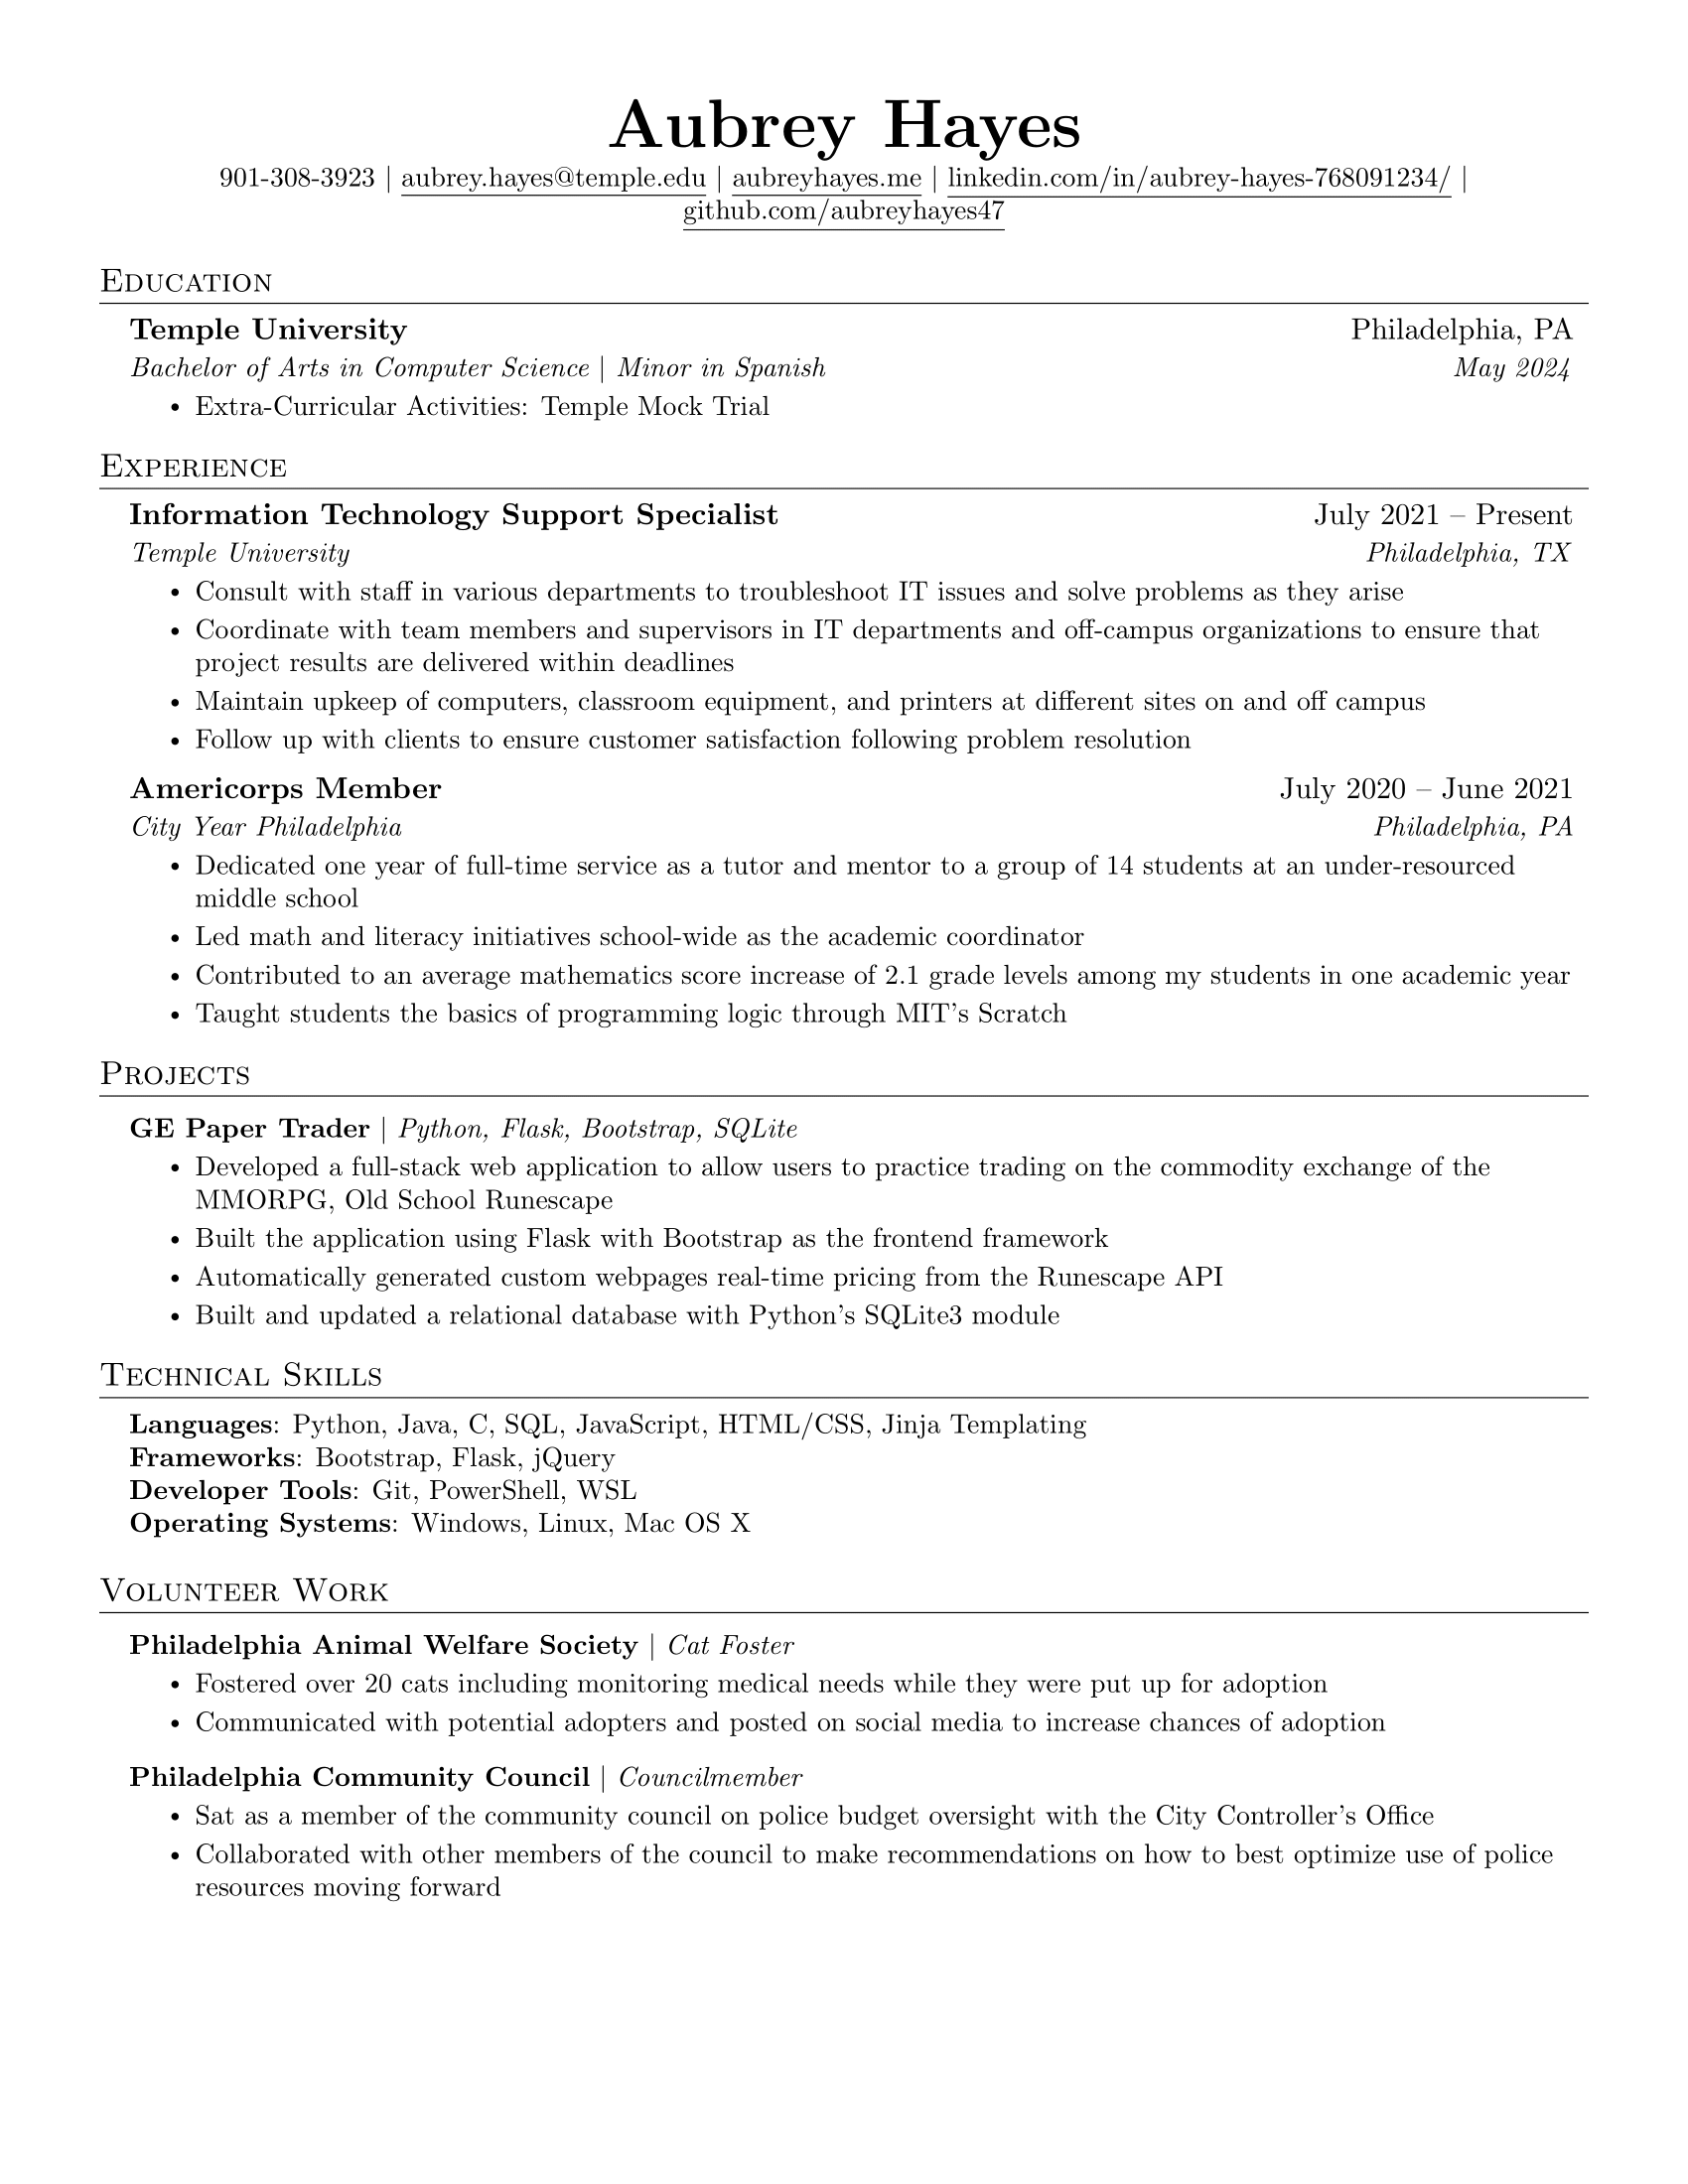 Aubrey Hayes
901-308-3923 | aubrey.hayes@temple.edu | aubreyhayes.me | linkedin.com/in/aubrey-hayes-768091234/ |
github.com/aubreyhayes47
Education
Temple University Philadelphia, PA
Bachelor of Arts in Computer Science | Minor in Spanish May 2024
• Extra-Curricular Activities: Temple Mock Trial
Experience
Information Technology Support Specialist July 2021 – Present
Temple University Philadelphia, TX
• Consult with staff in various departments to troubleshoot IT issues and solve problems as they arise
• Coordinate with team members and supervisors in IT departments and off-campus organizations to ensure that
project results are delivered within deadlines
• Maintain upkeep of computers, classroom equipment, and printers at different sites on and off campus
• Follow up with clients to ensure customer satisfaction following problem resolution
Americorps Member July 2020 – June 2021
City Year Philadelphia Philadelphia, PA
• Dedicated one year of full-time service as a tutor and mentor to a group of 14 students at an under-resourced
middle school
• Led math and literacy initiatives school-wide as the academic coordinator
• Contributed to an average mathematics score increase of 2.1 grade levels among my students in one academic year
• Taught students the basics of programming logic through MIT's Scratch
Projects
GE Paper Trader | Python, Flask, Bootstrap, SQLite
• Developed a full-stack web application to allow users to practice trading on the commodity exchange of the
MMORPG, Old School Runescape
• Built the application using Flask with Bootstrap as the frontend framework
• Automatically generated custom webpages real-time pricing from the Runescape API
• Built and updated a relational database with Python's SQLite3 module
Technical Skills
Languages: Python, Java, C, SQL, JavaScript, HTML/CSS, Jinja Templating
Frameworks: Bootstrap, Flask, jQuery
Developer Tools: Git, PowerShell, WSL
Operating Systems: Windows, Linux, Mac OS X
Volunteer Work
Philadelphia Animal Welfare Society | Cat Foster
• Fostered over 20 cats including monitoring medical needs while they were put up for adoption
• Communicated with potential adopters and posted on social media to increase chances of adoption
Philadelphia Community Council | Councilmember
• Sat as a member of the community council on police budget oversight with the City Controller's Office
• Collaborated with other members of the council to make recommendations on how to best optimize use of police
resources moving forward